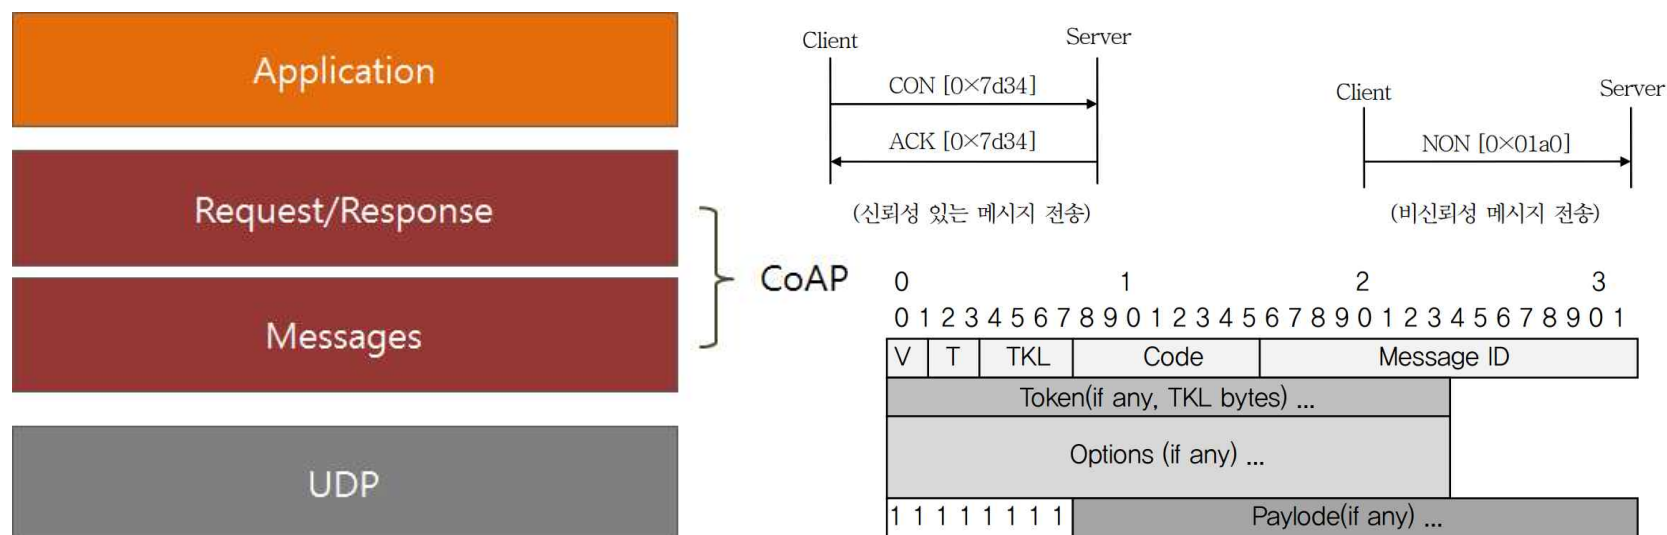 Application
Request/Response
Messages
UDP
CoAP
Client
Server
CON [0×7d34]
ACK [0×7d34]
(신뢰성 있는 메시지 전송)
Client
Server
NON [0×01a0]
(비신뢰성 메시지 전송)
0 1 2 3
0 1 2 3 4 5 6 7 8 9 0 1 2 3 4 5 6 7 8 9 0 1 2 3 4 5 6 7 8 9 0 1
V T TKL Code Message ID
Token(if any, TKL bytes) ...
Options (if any) ...
1 1 1 1 1 1 1 1 Paylode(if any) ...